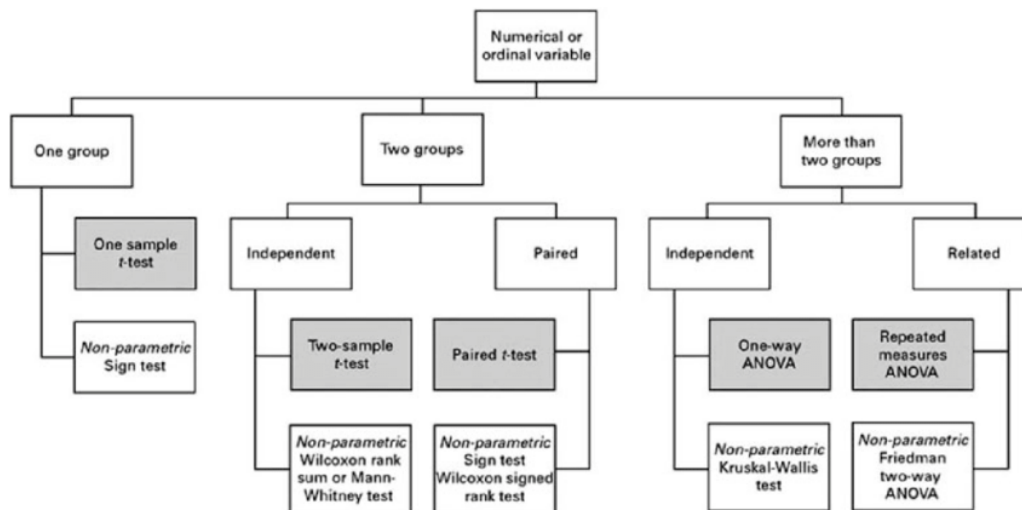 Numerical or
ordinal variable
One group
Two groups
More than
two groups
One sample
t-test
Independent
Paired
Independent
Related
Non-parametric
Sign test
Two-sample
t-test
Paired t-test
One-way
ANOVA
Repeated
measures
ANOVA
Non-parametric
Wilcoxon rank
sum or Mann-
Whitney test
Non-parametric
Sign test
Wilcoxon signed
rank test
Non-parametric
Kruskal-Wallis
test
Non-parametric
Friedman
two-way
ANOVA